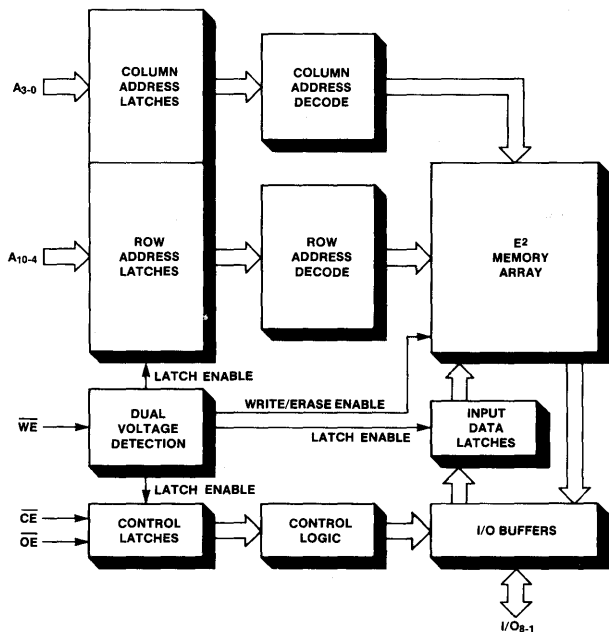 A3-0
COLUMN
ADDRESS
LATCHES
COLUMN
ADDRESS
DECODE
A10-4
ROW
ADDRESS
LATCHES
ROW
ADDRESS
DECODE
E²
MEMORY
ARRAY
LATCH ENABLE
WE
DUAL
VOLTAGE
DETECTION
WRITE/ERASE ENABLE
LATCH ENABLE
INPUT
DATA
LATCHES
LATCH ENABLE
CE
OE
CONTROL
LATCHES
CONTROL
LOGIC
I/O BUFFERS
I/O8-1